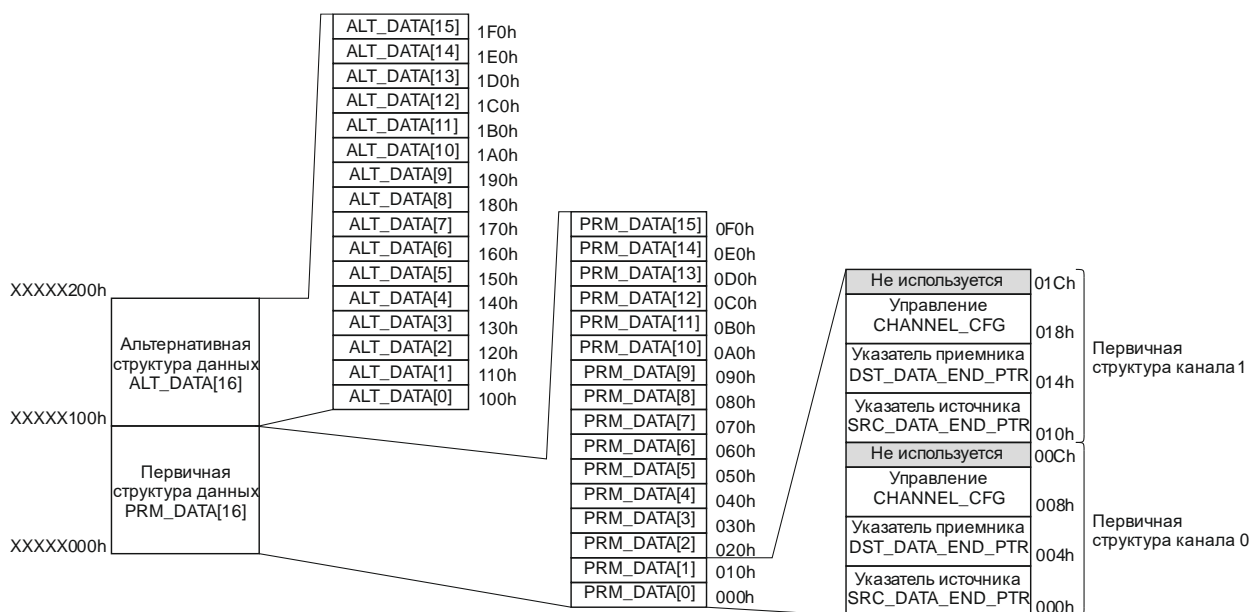 XXXXX200h
Альтернативная
структура данных
ALT_DATA[16]
XXXXX100h
Первичная
структура данных
PRM_DATA[16]
XXXXX000h
ALT_DATA[15] 1F0h
ALT_DATA[14] 1E0h
ALT_DATA[13] 1D0h
ALT_DATA[12] 1C0h
ALT_DATA[11] 1B0h
ALT_DATA[10] 1A0h
ALT_DATA[9] 190h
ALT_DATA[8] 180h
ALT_DATA[7] 170h
ALT_DATA[6] 160h
ALT_DATA[5] 150h
ALT_DATA[4] 140h
ALT_DATA[3] 130h
ALT_DATA[2] 120h
ALT_DATA[1] 110h
ALT_DATA[0] 100h
PRM_DATA[15] 0F0h
PRM_DATA[14] 0E0h
PRM_DATA[13] 0D0h
PRM_DATA[12] 0C0h
PRM_DATA[11] 0B0h
PRM_DATA[10] 0A0h
PRM_DATA[9] 090h
PRM_DATA[8] 080h
PRM_DATA[7] 070h
PRM_DATA[6] 060h
PRM_DATA[5] 050h
PRM_DATA[4] 040h
PRM_DATA[3] 030h
PRM_DATA[2] 020h
PRM_DATA[1] 010h
PRM_DATA[0] 000h
Не используется 01Ch
Управление
CHANNEL_CFG 018h
Указатель приемника
DST_DATA_END_PTR 014h
Указатель источника
SRC_DATA_END_PTR 010h
Первичная
структура канала 1
Не используется 00Ch
Управление
CHANNEL_CFG 008h
Указатель приемника
DST_DATA_END_PTR 004h
Указатель источника
SRC_DATA_END_PTR 000h
Первичная
структура канала 0